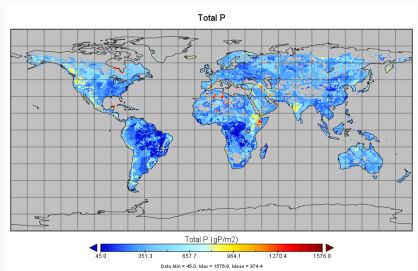 Total P
Total P (gP/m2)
45.0 351.3 657.7 964.1 1270.4 1576.8
Data Min = 45.0, Max = 1576.8, Mean = 374.4